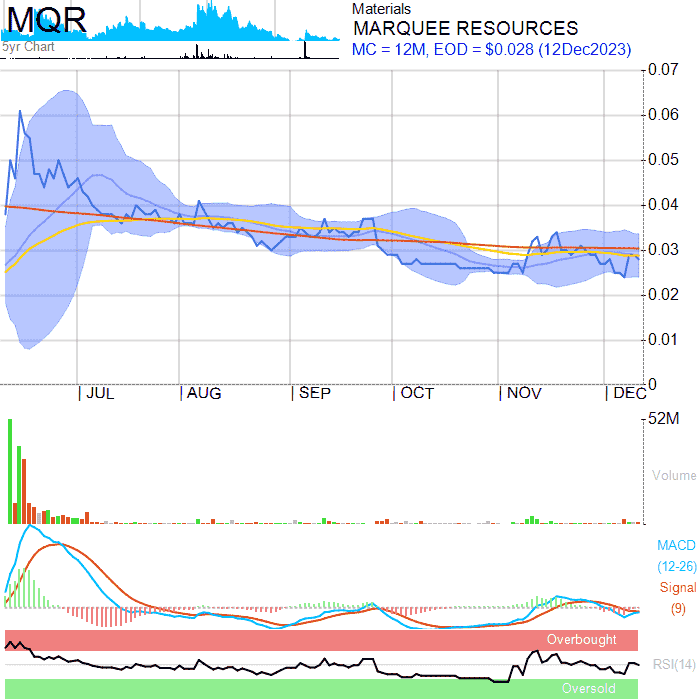 MQR
5yr Chart
Materials
MARQUEE RESOURCES
MC = 12M, EOD = $0.028 (12Dec2023)
0.07
0.06
0.05
0.04
0.03
0.02
0.01
0
| JUL | AUG | SEP | OCT | NOV | DEC
52M
Volume
MACD
(12-26)
Signal
(9)
Overbought
RSI(14)
Oversold